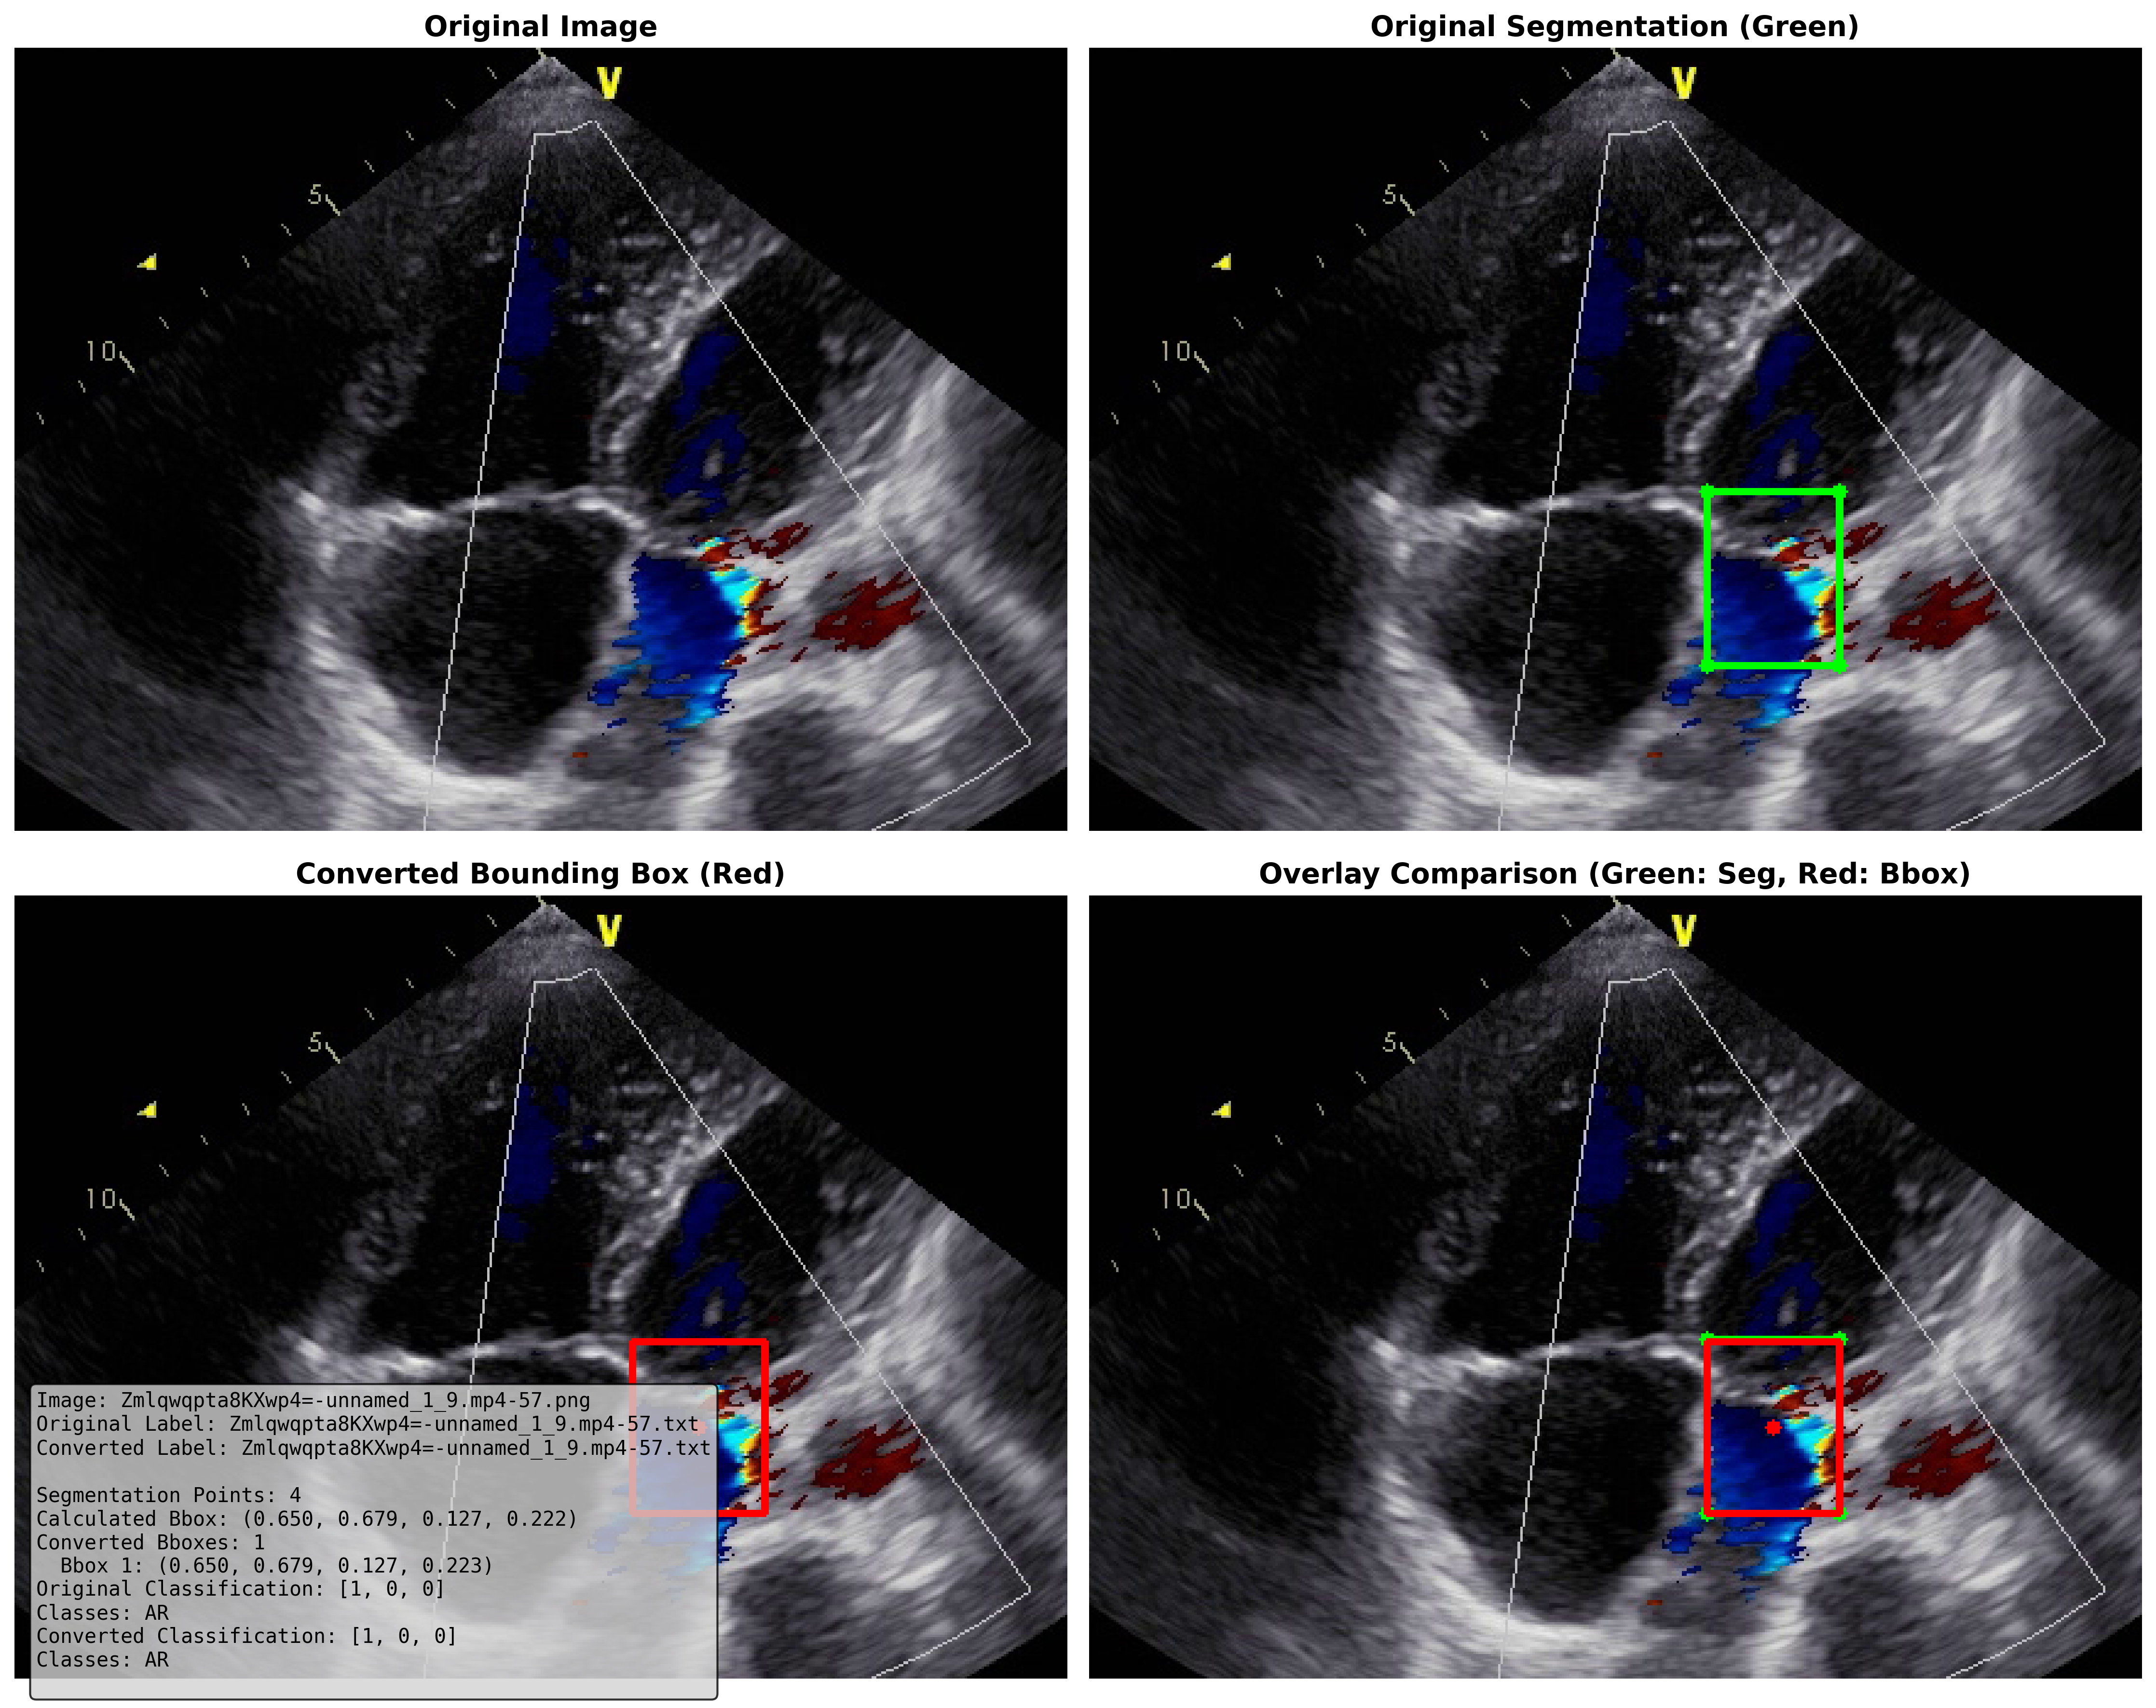 Original Image
Original Segmentation (Green)
V
5
10
V
5
10
Converted Bounding Box (Red)
Overlay Comparison (Green: Seg, Red: Bbox)
V
5
10
V
5
10
Image: Zmlqwqpta8KXwp4=-unnamed_1_9.mp4-57.png
Original Label: Zmlqwqpta8KXwp4=-unnamed_1_9.mp4-57.txt
Converted Label: Zmlqwqpta8KXwp4=-unnamed_1_9.mp4-57.txt
Segmentation Points: 4
Calculated Bbox: (0.650, 0.679, 0.127, 0.222)
Converted Bboxes: 1
Bbox 1: (0.650, 0.679, 0.127, 0.223)
Original Classification: [1, 0, 0]
Classes: AR
Converted Classification: [1, 0, 0]
Classes: AR